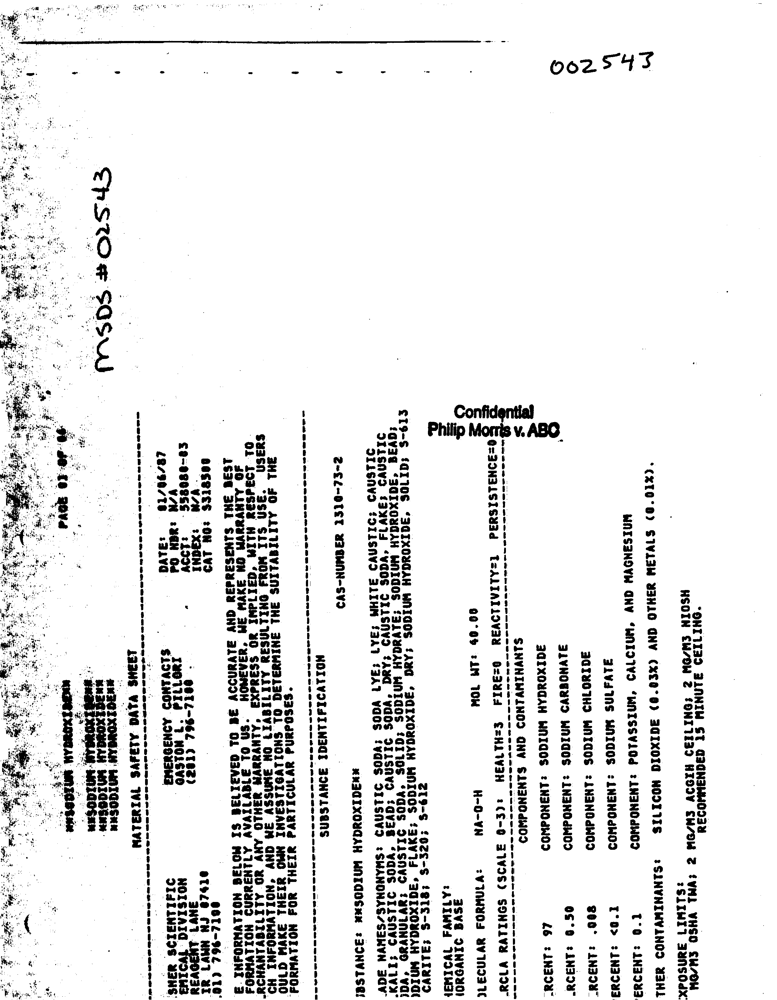 002543
MSDS #02543
PAGE 01 OF 06
**SODIUM HYDROXIDE**
**SODIUM HYDROXIDE**
**SODIUM HYDROXIDE**
**SODIUM HYDROXIDE**
MATERIAL SAFETY DATA SHEET
SHER SCIENTIFIC EMERGENCY CONTACTS DATE: 01/06/87
EMICAL DIVISION GASTON L. PILLORI PO NBR: N/A
REAGENT LANE (201) 796-7100 ACCT: 558080-03
IR LAWN NJ 07410 INDEX: N/A
01) 796-7100 CAT NO: S318500
E INFORMATION BELOW IS BELIEVED TO BE ACCURATE AND REPRESENTS THE BEST
FORMATION CURRENTLY AVAILABLE TO US. HOWEVER, WE MAKE NO WARRANTY OF
RCHANTABILITY OR ANY OTHER WARRANTY, EXPRESS OR IMPLIED, WITH RESPECT TO
CH INFORMATION, AND WE ASSUME NO LIABILITY RESULTING FROM ITS USE. USERS
OULD MAKE THEIR OWN INVESTIGATIONS TO DETERMINE THE SUITABILITY OF THE
FORMATION FOR THEIR PARTICULAR PURPOSES.
SUBSTANCE IDENTIFICATION
CAS-NUMBER 1310-73-2
UBSTANCE: **SODIUM HYDROXIDE**
ADE NAMES/SYNONYMS: CAUSTIC SODA; SODA LYE; LYE; WHITE CAUSTIC; CAUSTIC
KALI; CAUSTIC SODA, BEAD; CAUSTIC SODA, DRY; CAUSTIC SODA, FLAKE; CAUSTIC
ODA, GRANULAR; CAUSTIC SODA, SOLID; SODIUM HYDRATE; SODIUM HYDROXIDE, BEAD;
ODIUM HYDROXIDE, FLAKE; SODIUM HYDROXIDE, DRY; SODIUM HYDROXIDE, SOLID; S-613
CARITE; S-318; S-320; S-612
Confidential
Philip Morris v. ABC
HEMICAL FAMILY:
NORGANIC BASE
OLECULAR FORMULA: NA-O-H MOL WT: 40.00
RCLA RATINGS (SCALE 0-3): HEALTH=3 FIRE=0 REACTIVITY=1 PERSISTENCE=0
COMPONENTS AND CONTAMINANTS
RCENT: 97 COMPONENT: SODIUM HYDROXIDE
RCENT: 0.50 COMPONENT: SODIUM CARBONATE
RCENT: .008 COMPONENT: SODIUM CHLORIDE
ERCENT: <0.1 COMPONENT: SODIUM SULFATE
ERCENT: 0.1 COMPONENT: POTASSIUM, CALCIUM, AND MAGNESIUM
THER CONTAMINANTS: SILICON DIOXIDE (0.03%) AND OTHER METALS (0.01%).
XPOSURE LIMITS:
MG/M3 OSHA TWA; 2 MG/M3 ACGIH CEILING; 2 MG/M3 NIOSH
RECOMMENDED 15 MINUTE CEILING.